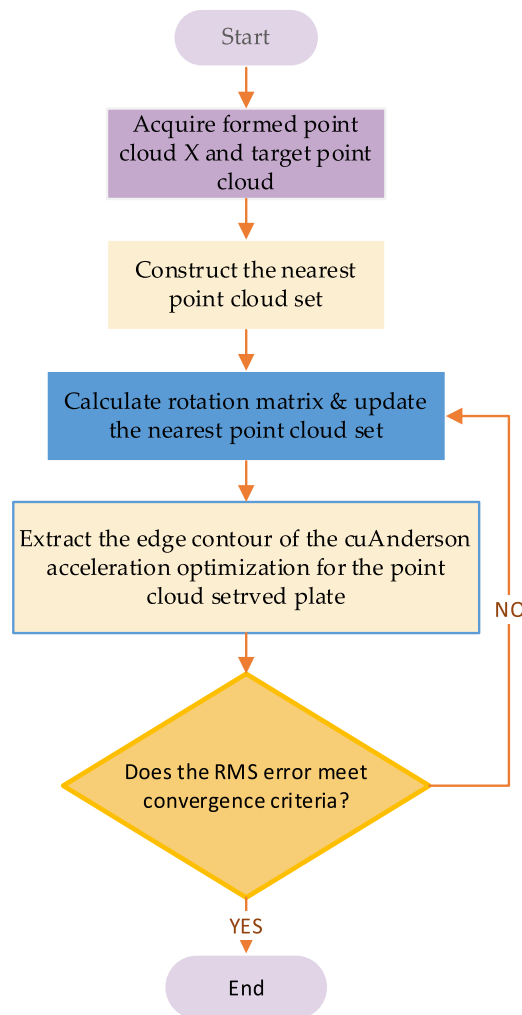 Start
Acquire formed point
cloud X and target point
cloud
Construct the nearest
point cloud set
Calculate rotation matrix & update
the nearest point cloud set
Extract the edge contour of the cuAnderson
acceleration optimization for the point
cloud setrved plate
NO
Does the RMS error meet
convergence criteria?
YES
End